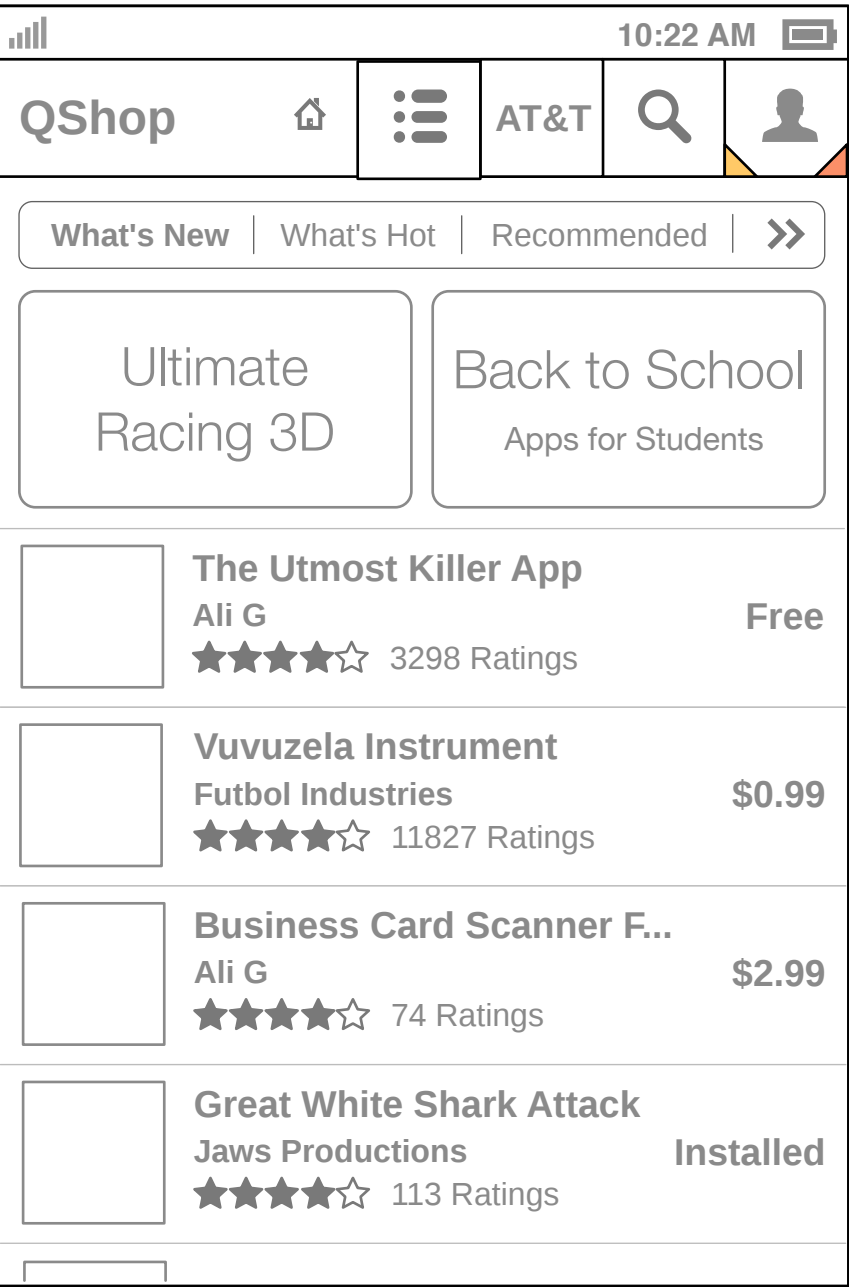 10:22 AM
QShop AT&T
What's New What's Hot Recommended
Ultimate
Racing 3D
Back to School
Apps for Students
The Utmost Killer App
Ali G
Free
3298 Ratings
Vuvuzela Instrument
Futbol Industries
$0.99
11827 Ratings
Business Card Scanner F...
Ali G
$2.99
74 Ratings
Great White Shark Attack
Jaws Productions
Installed
113 Ratings